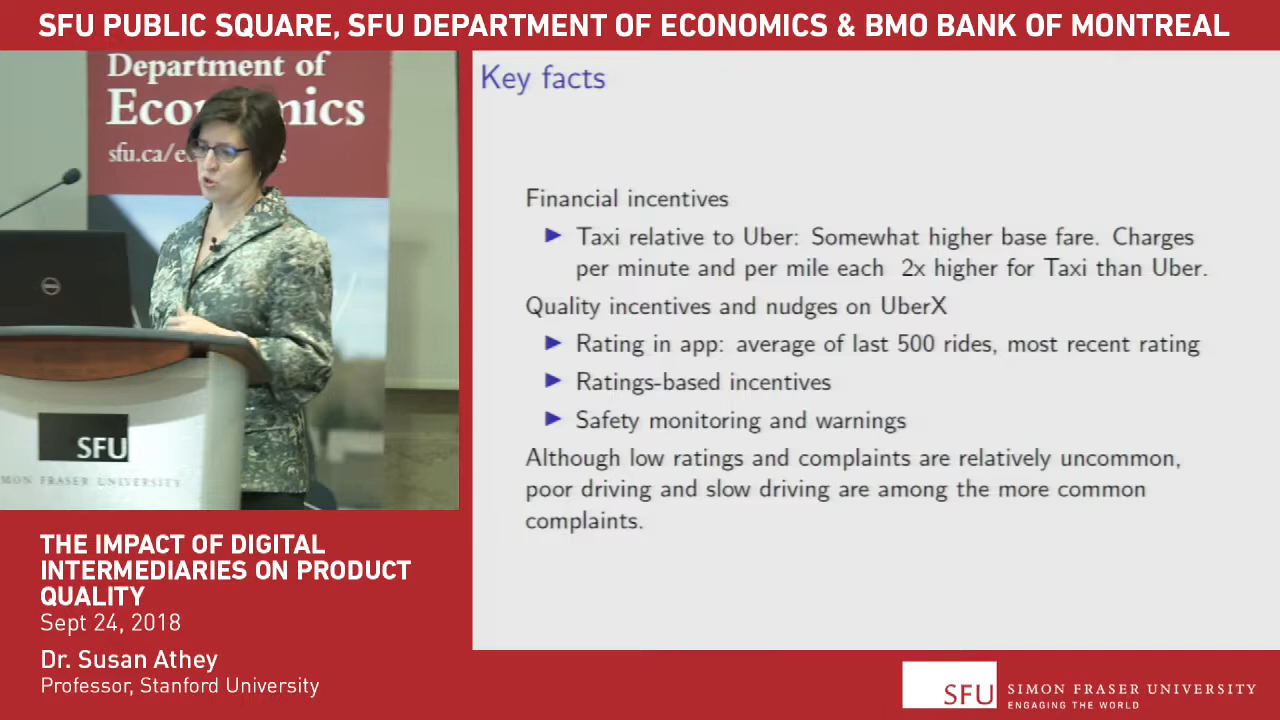 SFU PUBLIC SQUARE, SFU DEPARTMENT OF ECONOMICS & BMO BANK OF MONTREAL
Department of
Eco mics
sfu.ca/e s
SFU
MON FRASER UNIVERSITY
Key facts
Financial incentives
Taxi relative to Uber: Somewhat higher base fare. Charges
per minute and per mile each 2x higher for Taxi than Uber.
Quality incentives and nudges on UberX
Rating in app: average of last 500 rides, most recent rating
Ratings-based incentives
Safety monitoring and warnings
Although low ratings and complaints are relatively uncommon,
poor driving and slow driving are among the more common
complaints.
THE IMPACT OF DIGITAL
INTERMEDIARIES ON PRODUCT
QUALITY
Sept 24, 2018
Dr. Susan Athey
Professor, Stanford University
SFU
SIMON FRASER UNIVERSITY
ENGAGING THE WORLD